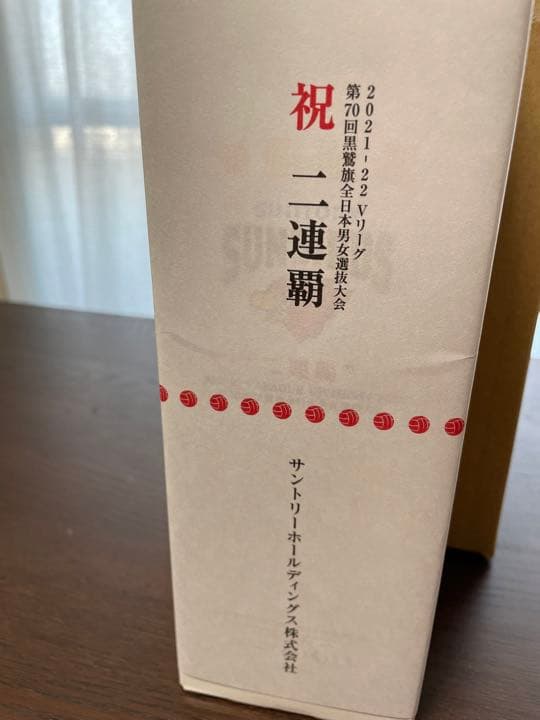 2021-22 Vリーグ
第70回黒鷲旗全日本男女選抜大会
祝 二連覇
サントリーホールディングス株式会社